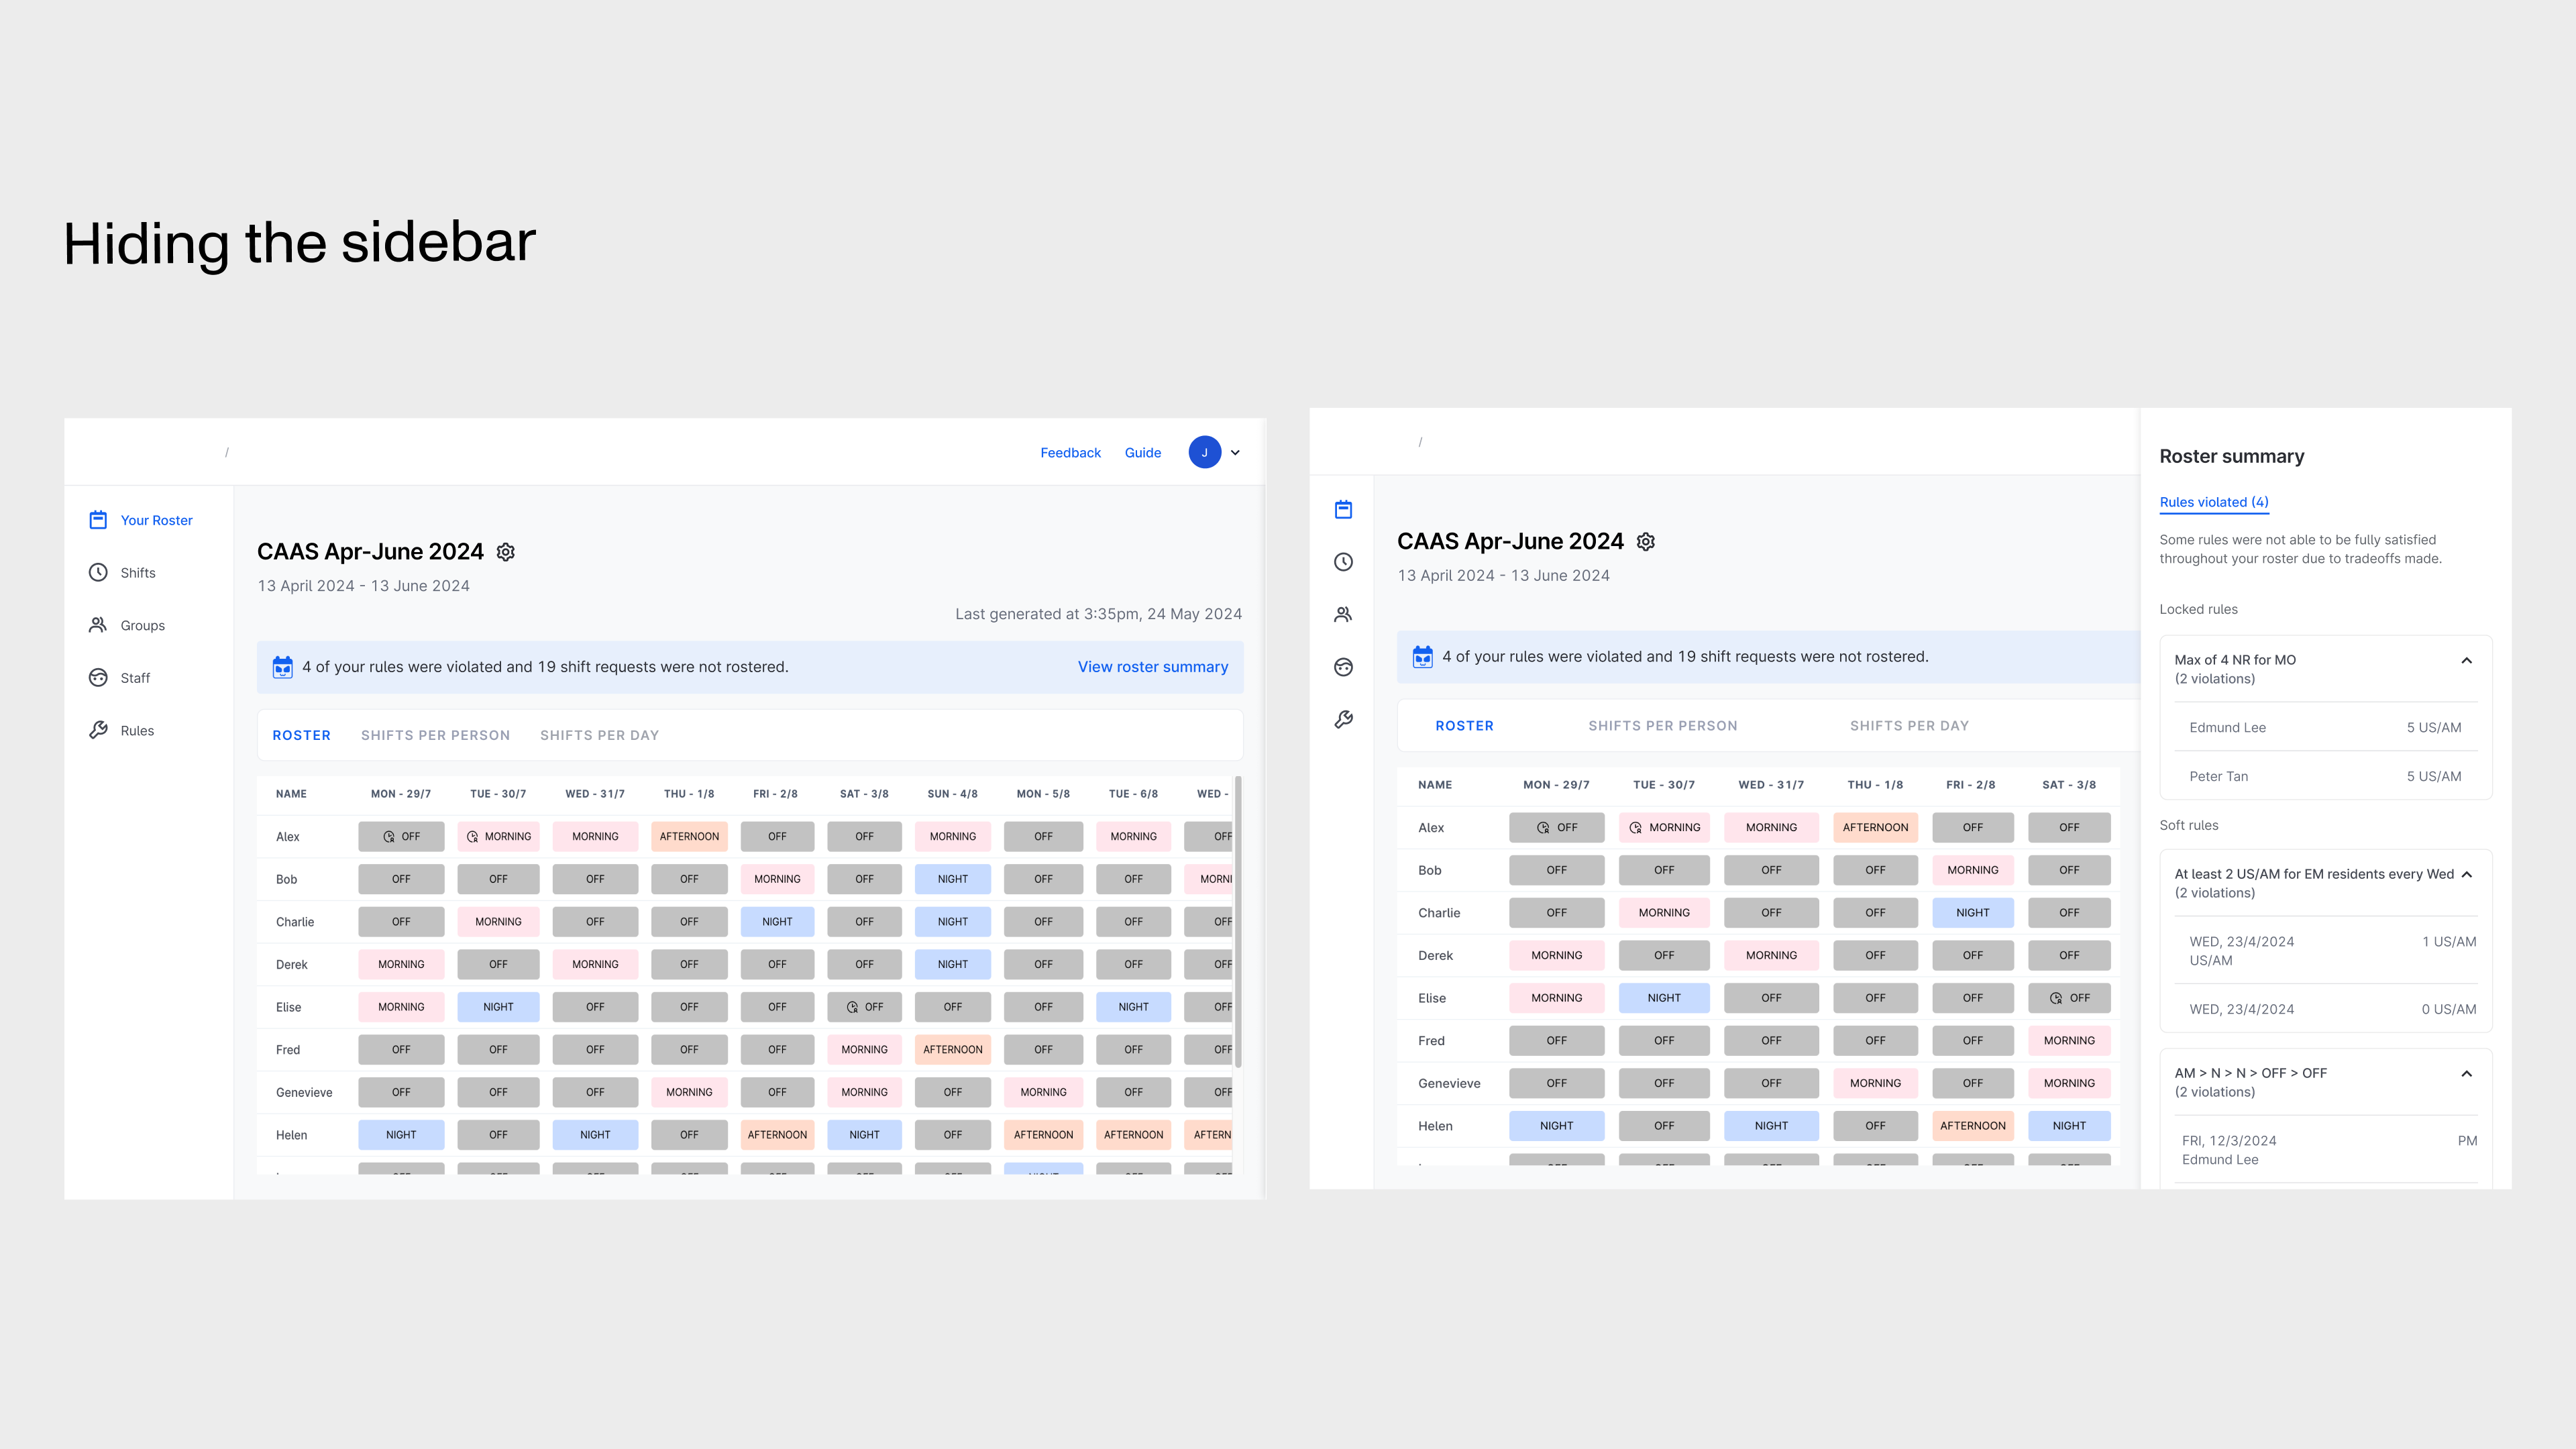 Hiding the sidebar
/
Feedback Guide J
Your Roster
Shifts
Groups
Staff
Rules
CAAS Apr-June 2024
13 April 2024 - 13 June 2024
Last generated at 3:35pm, 24 May 2024
4 of your rules were violated and 19 shift requests were not rostered. View roster summary
ROSTER SHIFTS PER PERSON SHIFTS PER DAY
NAME MON - 29/7 TUE - 30/7 WED - 31/7 THU - 1/8 FRI - 2/8 SAT - 3/8 SUN - 4/8 MON - 5/8 TUE - 6/8 WED -
Alex OFF MORNING MORNING AFTERNOON OFF OFF MORNING OFF MORNING OFF
Bob OFF OFF OFF OFF MORNING OFF NIGHT OFF OFF MORNI
Charlie OFF MORNING OFF OFF NIGHT OFF NIGHT OFF OFF OFF
Derek MORNING OFF MORNING OFF OFF OFF NIGHT OFF OFF OFF
Elise MORNING NIGHT OFF OFF OFF OFF OFF OFF NIGHT OFF
Fred OFF OFF OFF OFF OFF MORNING AFTERNOON OFF OFF OFF
Genevieve OFF OFF OFF MORNING OFF MORNING OFF MORNING OFF OFF
Helen NIGHT OFF NIGHT OFF AFTERNOON NIGHT OFF AFTERNOON AFTERNOON AFTERN
/
CAAS Apr-June 2024
13 April 2024 - 13 June 2024
4 of your rules were violated and 19 shift requests were not rostered.
ROSTER SHIFTS PER PERSON SHIFTS PER DAY
NAME MON - 29/7 TUE - 30/7 WED - 31/7 THU - 1/8 FRI - 2/8 SAT - 3/8
Alex OFF MORNING MORNING AFTERNOON OFF OFF
Bob OFF OFF OFF OFF MORNING OFF
Charlie OFF MORNING OFF OFF NIGHT OFF
Derek MORNING OFF MORNING OFF OFF OFF
Elise MORNING NIGHT OFF OFF OFF OFF
Fred OFF OFF OFF OFF OFF MORNING
Genevieve OFF OFF OFF MORNING OFF MORNING
Helen NIGHT OFF NIGHT OFF AFTERNOON NIGHT
Roster summary
Rules violated (4)
Some rules were not able to be fully satisfied
throughout your roster due to tradeoffs made.
Locked rules
Max of 4 NR for MO
(2 violations)
Edmund Lee 5 US/AM
Peter Tan 5 US/AM
Soft rules
At least 2 US/AM for EM residents every Wed
(2 violations)
WED, 23/4/2024 1 US/AM
US/AM
WED, 23/4/2024 0 US/AM
AM > N > N > OFF > OFF
(2 violations)
FRI, 12/3/2024 PM
Edmund Lee